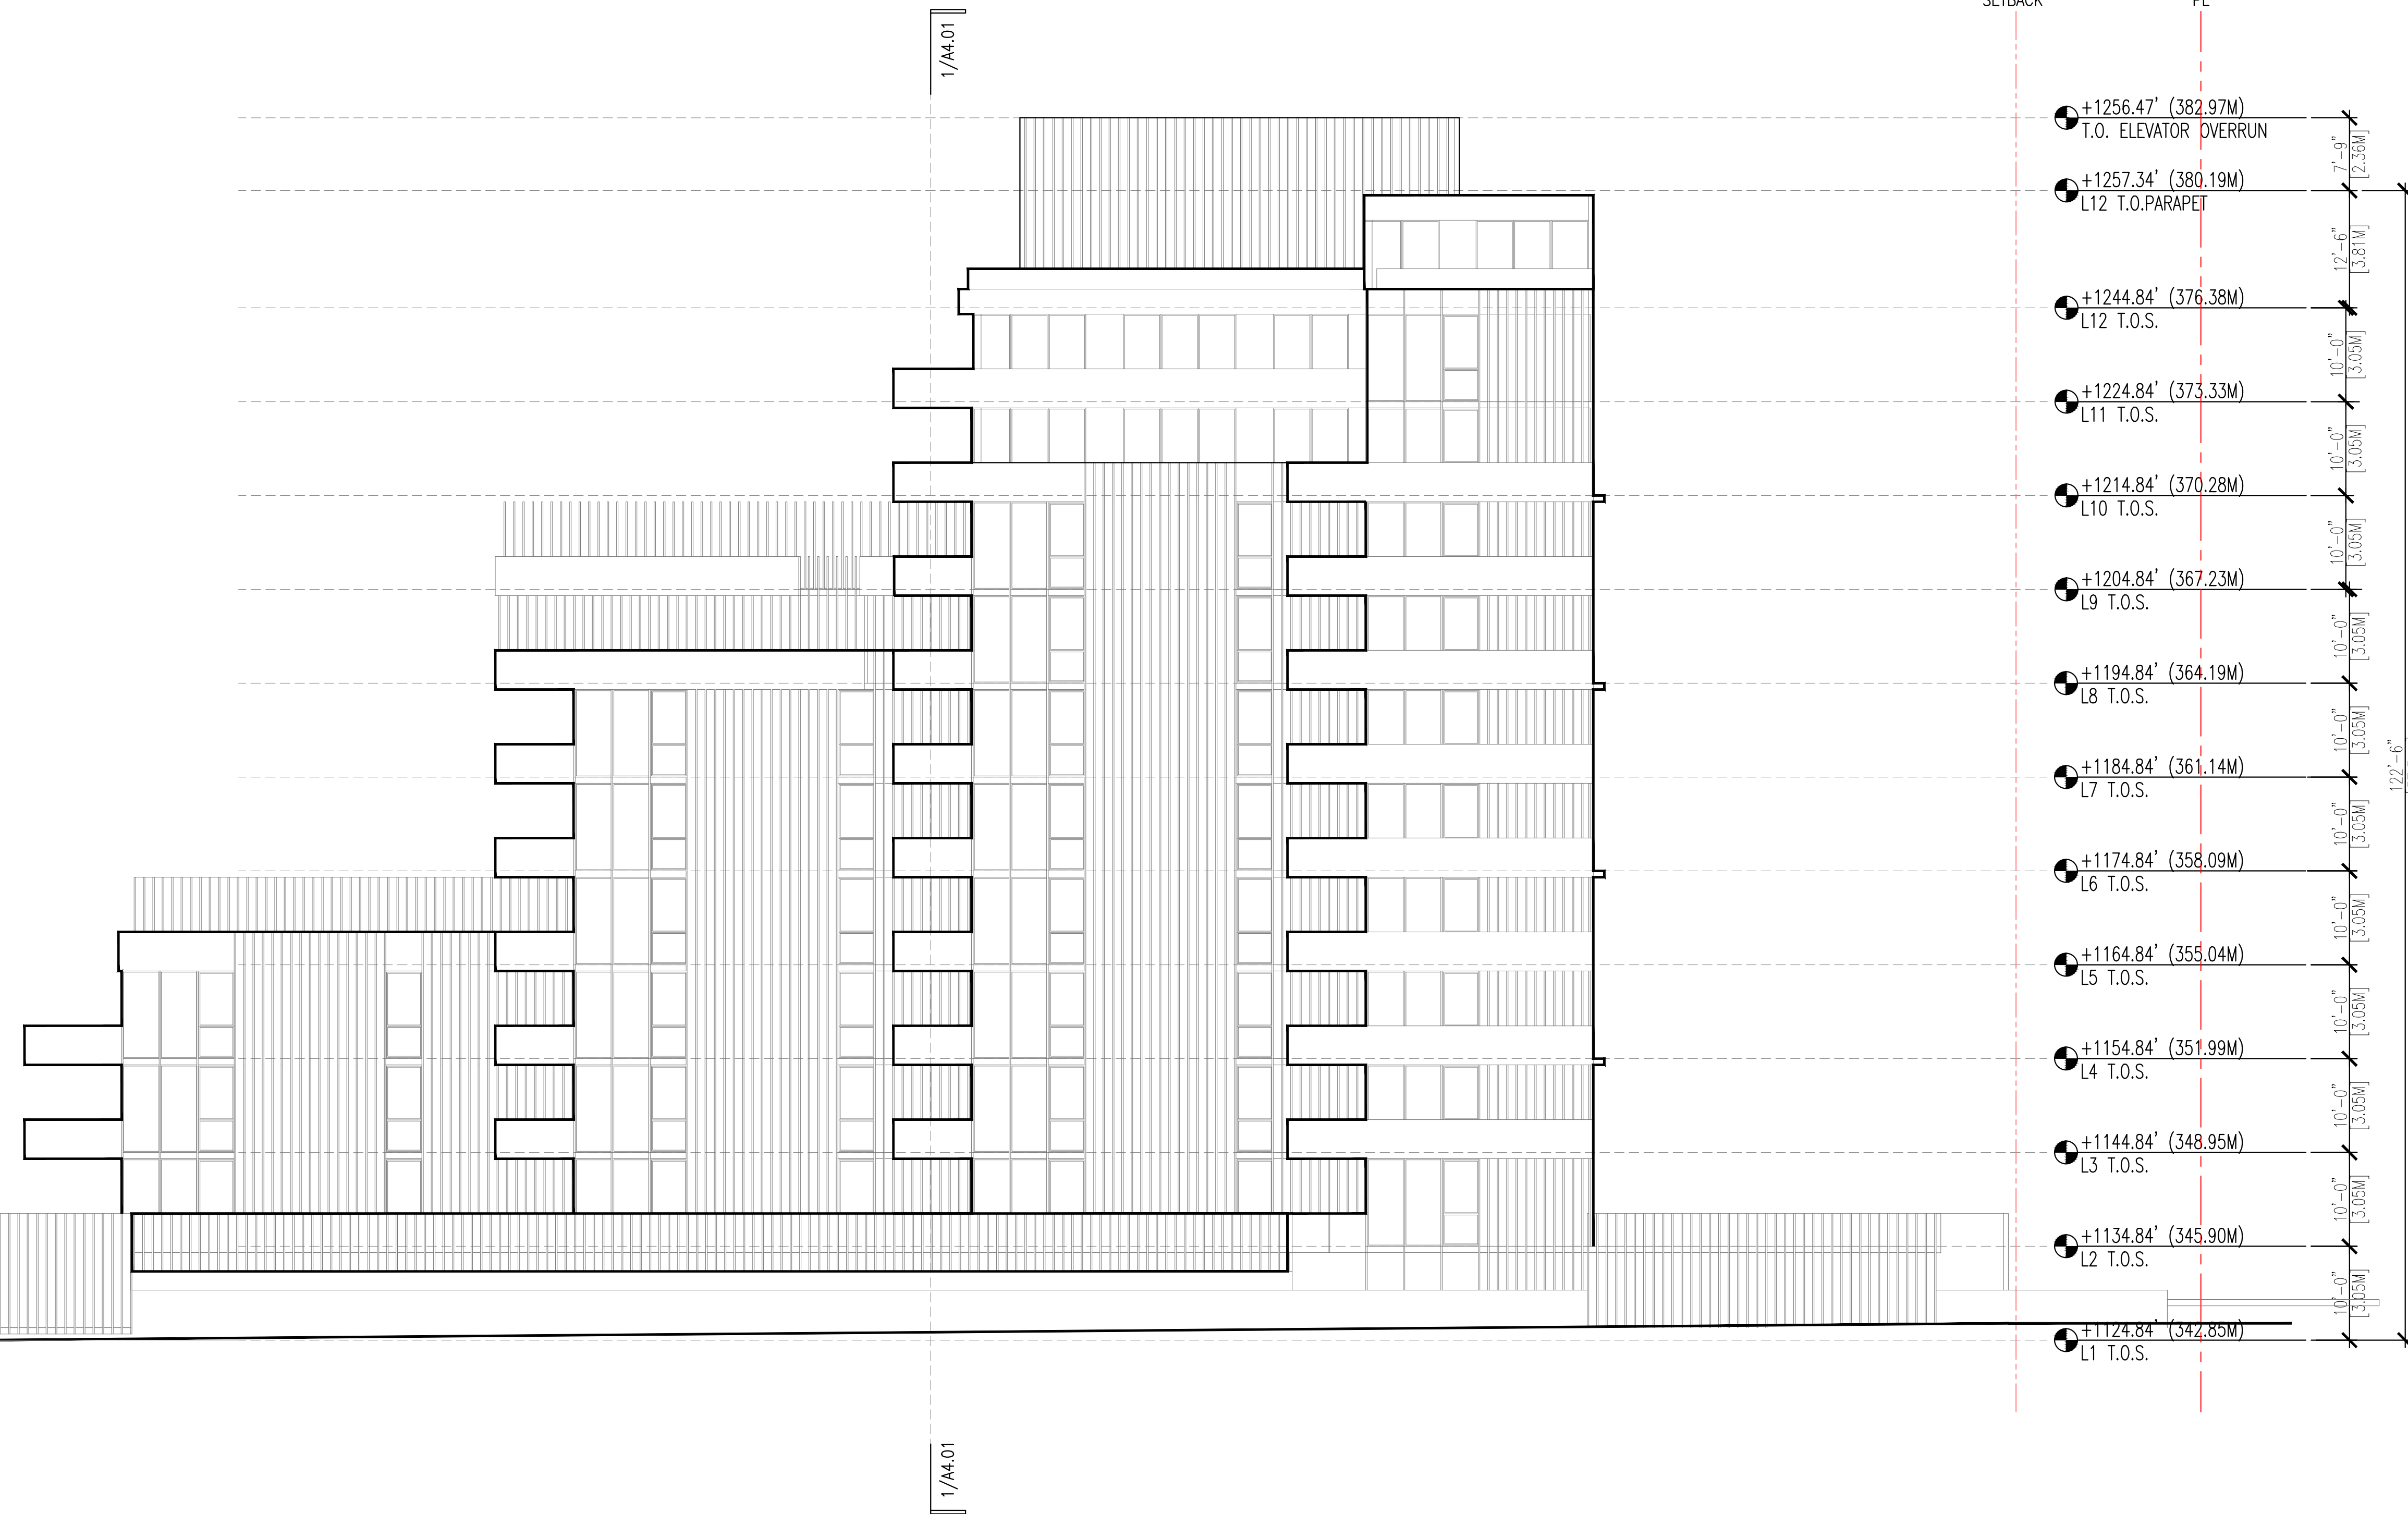 SETBACK
PL
1/A4.01
+1256.47' (382.97M)
T.O. ELEVATOR OVERRUN
7'-9"
[2.36M]
+1257.34' (380.19M)
L12 T.O.PARAPET
12'-6"
[3.81M]
+1244.84' (376.38M)
L12 T.O.S.
10'-0"
[3.05M]
+1224.84' (373.33M)
L11 T.O.S.
10'-0"
[3.05M]
+1214.84' (370.28M)
L10 T.O.S.
10'-0"
[3.05M]
+1204.84' (367.23M)
L9 T.O.S.
10'-0"
[3.05M]
+1194.84' (364.19M)
L8 T.O.S.
10'-0"
[3.05M]
122'-6"
+1184.84' (361.14M)
L7 T.O.S.
10'-0"
[3.05M]
+1174.84' (358.09M)
L6 T.O.S.
10'-0"
[3.05M]
+1164.84' (355.04M)
L5 T.O.S.
10'-0"
[3.05M]
+1154.84' (351.99M)
L4 T.O.S.
10'-0"
[3.05M]
+1144.84' (348.95M)
L3 T.O.S.
10'-0"
[3.05M]
+1134.84' (345.90M)
L2 T.O.S.
10'-0"
[3.05M]
+1124.84' (342.85M)
L1 T.O.S.
1/A4.01